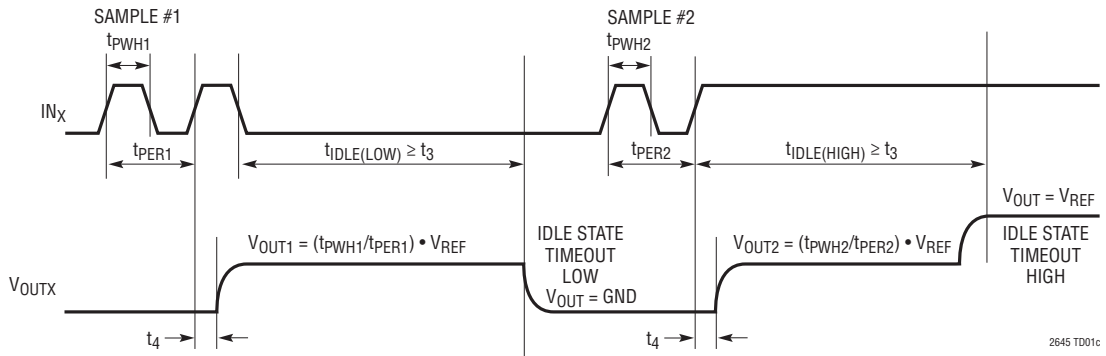 SAMPLE #1
tPWH1
SAMPLE #2
tPWH2
INX
tPER1
tIDLE(LOW) ≥ t3
tPER2
tIDLE(HIGH) ≥ t3
VOUT = VREF
VOUT1 = (tPWH1/tPER1) • VREF
IDLE STATE
TIMEOUT
LOW
VOUT2 = (tPWH2/tPER2) • VREF
IDLE STATE
TIMEOUT
HIGH
VOUTX
VOUT = GND
t4
t4
2645 TD01c